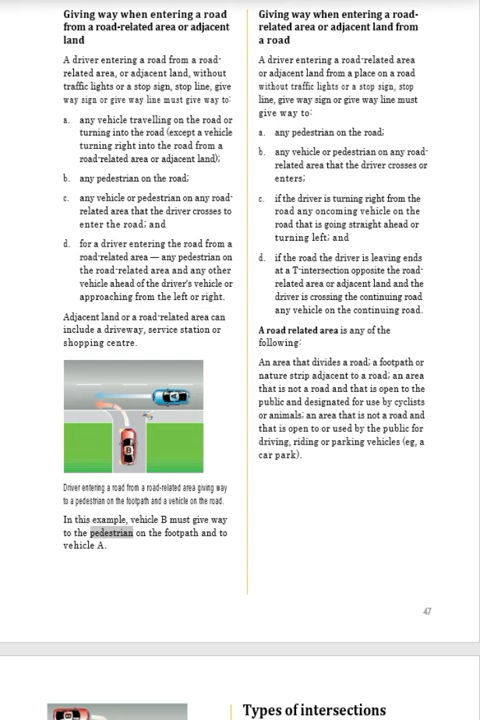 Giving way when entering a road
from a road-related area or adjacent
land
A driver entering a road from a road-
related area, or adjacent land, without
traffic lights or a stop sign, stop line, give
way sign or give way line must give way to:
a. any vehicle travelling on the road or
turning into the road (except a vehicle
turning right into the road from a
road-related area or adjacent land);
b. any pedestrian on the road;
c. any vehicle or pedestrian on any road-
related area that the driver crosses to
enter the road; and
d. for a driver entering the road from a
road-related area — any pedestrian on
the road-related area and any other
vehicle ahead of the driver's vehicle or
approaching from the left or right.
Adjacent land or a road-related area can
include a driveway, service station or
shopping centre.
A
B
Driver entering a road from a road-related area giving way
to a pedestrian on the footpath and a vehicle on the road.
In this example, vehicle B must give way
to the pedestrian on the footpath and to
vehicle A.
Giving way when entering a road-
related area or adjacent land from
a road
A driver entering a road-related area
or adjacent land from a place on a road
without traffic lights or a stop sign, stop
line, give way sign or give way line must
give way to:
a. any pedestrian on the road;
b. any vehicle or pedestrian on any road-
related area that the driver crosses or
enters;
c. if the driver is turning right from the
road any oncoming vehicle on the
road that is going straight ahead or
turning left; and
d. if the road the driver is leaving ends
at a T-intersection opposite the road-
related area or adjacent land and the
driver is crossing the continuing road
any vehicle on the continuing road.
A road related area is any of the
following:
An area that divides a road; a footpath or
nature strip adjacent to a road; an area
that is not a road and that is open to the
public and designated for use by cyclists
or animals; an area that is not a road and
that is open to or used by the public for
driving, riding or parking vehicles (eg, a
car park).
47
B
Types of intersections